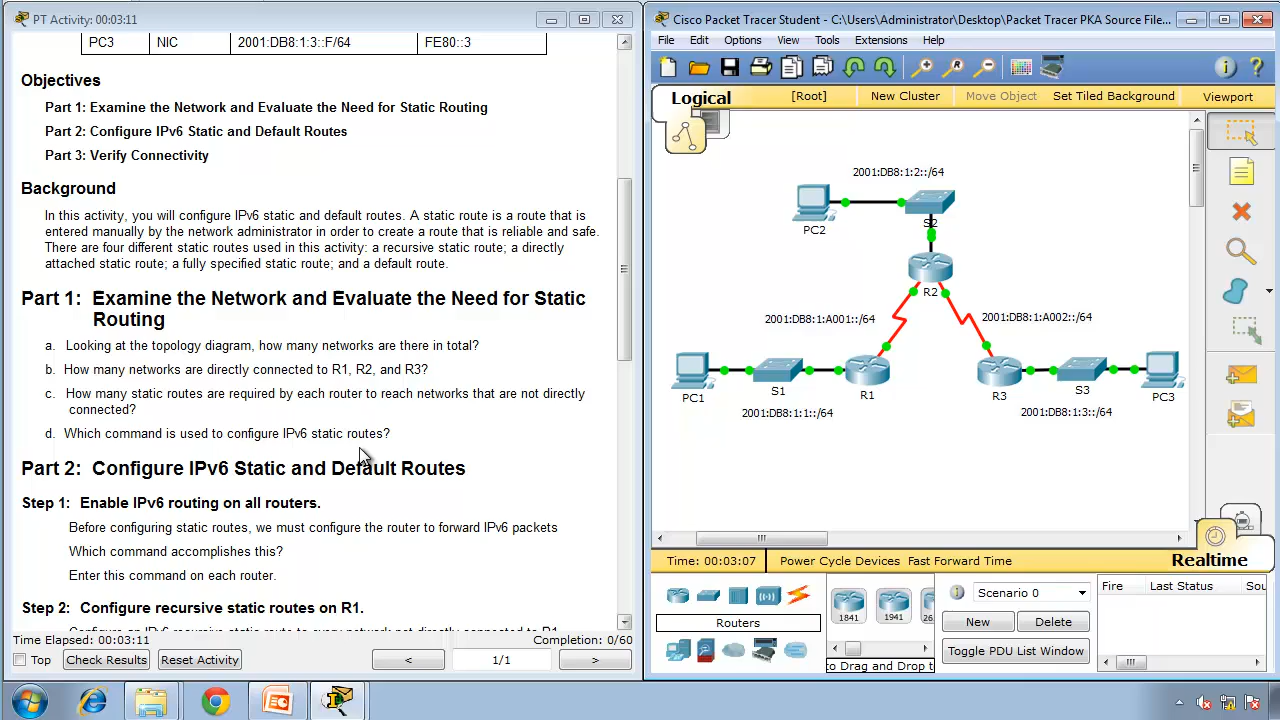 PT Activity: 00:03:11
PC3 NIC 2001:DB8:1:3::F/64 FE80::3
Objectives
Part 1: Examine the Network and Evaluate the Need for Static Routing
Part 2: Configure IPv6 Static and Default Routes
Part 3: Verify Connectivity
Background
In this activity, you will configure IPv6 static and default routes. A static route is a route that is
entered manually by the network administrator in order to create a route that is reliable and safe.
There are four different static routes used in this activity: a recursive static route; a directly
attached static route; a fully specified static route; and a default route.
Part 1: Examine the Network and Evaluate the Need for Static
Routing
a. Looking at the topology diagram, how many networks are there in total?
b. How many networks are directly connected to R1, R2, and R3?
c. How many static routes are required by each router to reach networks that are not directly
connected?
d. Which command is used to configure IPv6 static routes?
Part 2: Configure IPv6 Static and Default Routes
Step 1: Enable IPv6 routing on all routers.
Before configuring static routes, we must configure the router to forward IPv6 packets
Which command accomplishes this?
Enter this command on each router.
Step 2: Configure recursive static routes on R1.
Time Elapsed: 00:03:11 Completion: 0/60
Top Check Results Reset Activity < 1/1 >
Cisco Packet Tracer Student - C:\Users\Administrator\Desktop\Packet Tracer PKA Source File...
File Edit Options View Tools Extensions Help
Logical [Root] New Cluster Move Object Set Tiled Background Viewport
2001:DB8:1:2::/64
PC2
S2
R2
2001:DB8:1:A001::/64
2001:DB8:1:A002::/64
PC1
S1
R1
R3
S3
PC3
2001:DB8:1:1::/64
2001:DB8:1:3::/64
Time: 00:03:07 Power Cycle Devices Fast Forward Time Realtime
Routers
1841
1941
Scenario 0
New Delete
Toggle PDU List Window
Fire Last Status
to Drag and Drop t